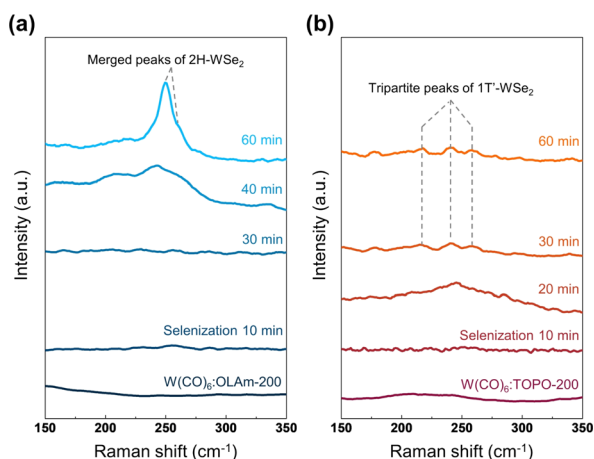 (a)
Merged peaks of 2H-WSe₂
60 min
40 min
30 min
Selenization 10 min
W(CO)₆:OLAm-200
Intensity (a.u.)
150 200 250 300 350
Raman shift (cm⁻¹)
(b)
Tripartite peaks of 1T'-WSe₂
60 min
30 min
20 min
Selenization 10 min
W(CO)₆:TOPO-200
Intensity (a.u.)
150 200 250 300 350
Raman shift (cm⁻¹)